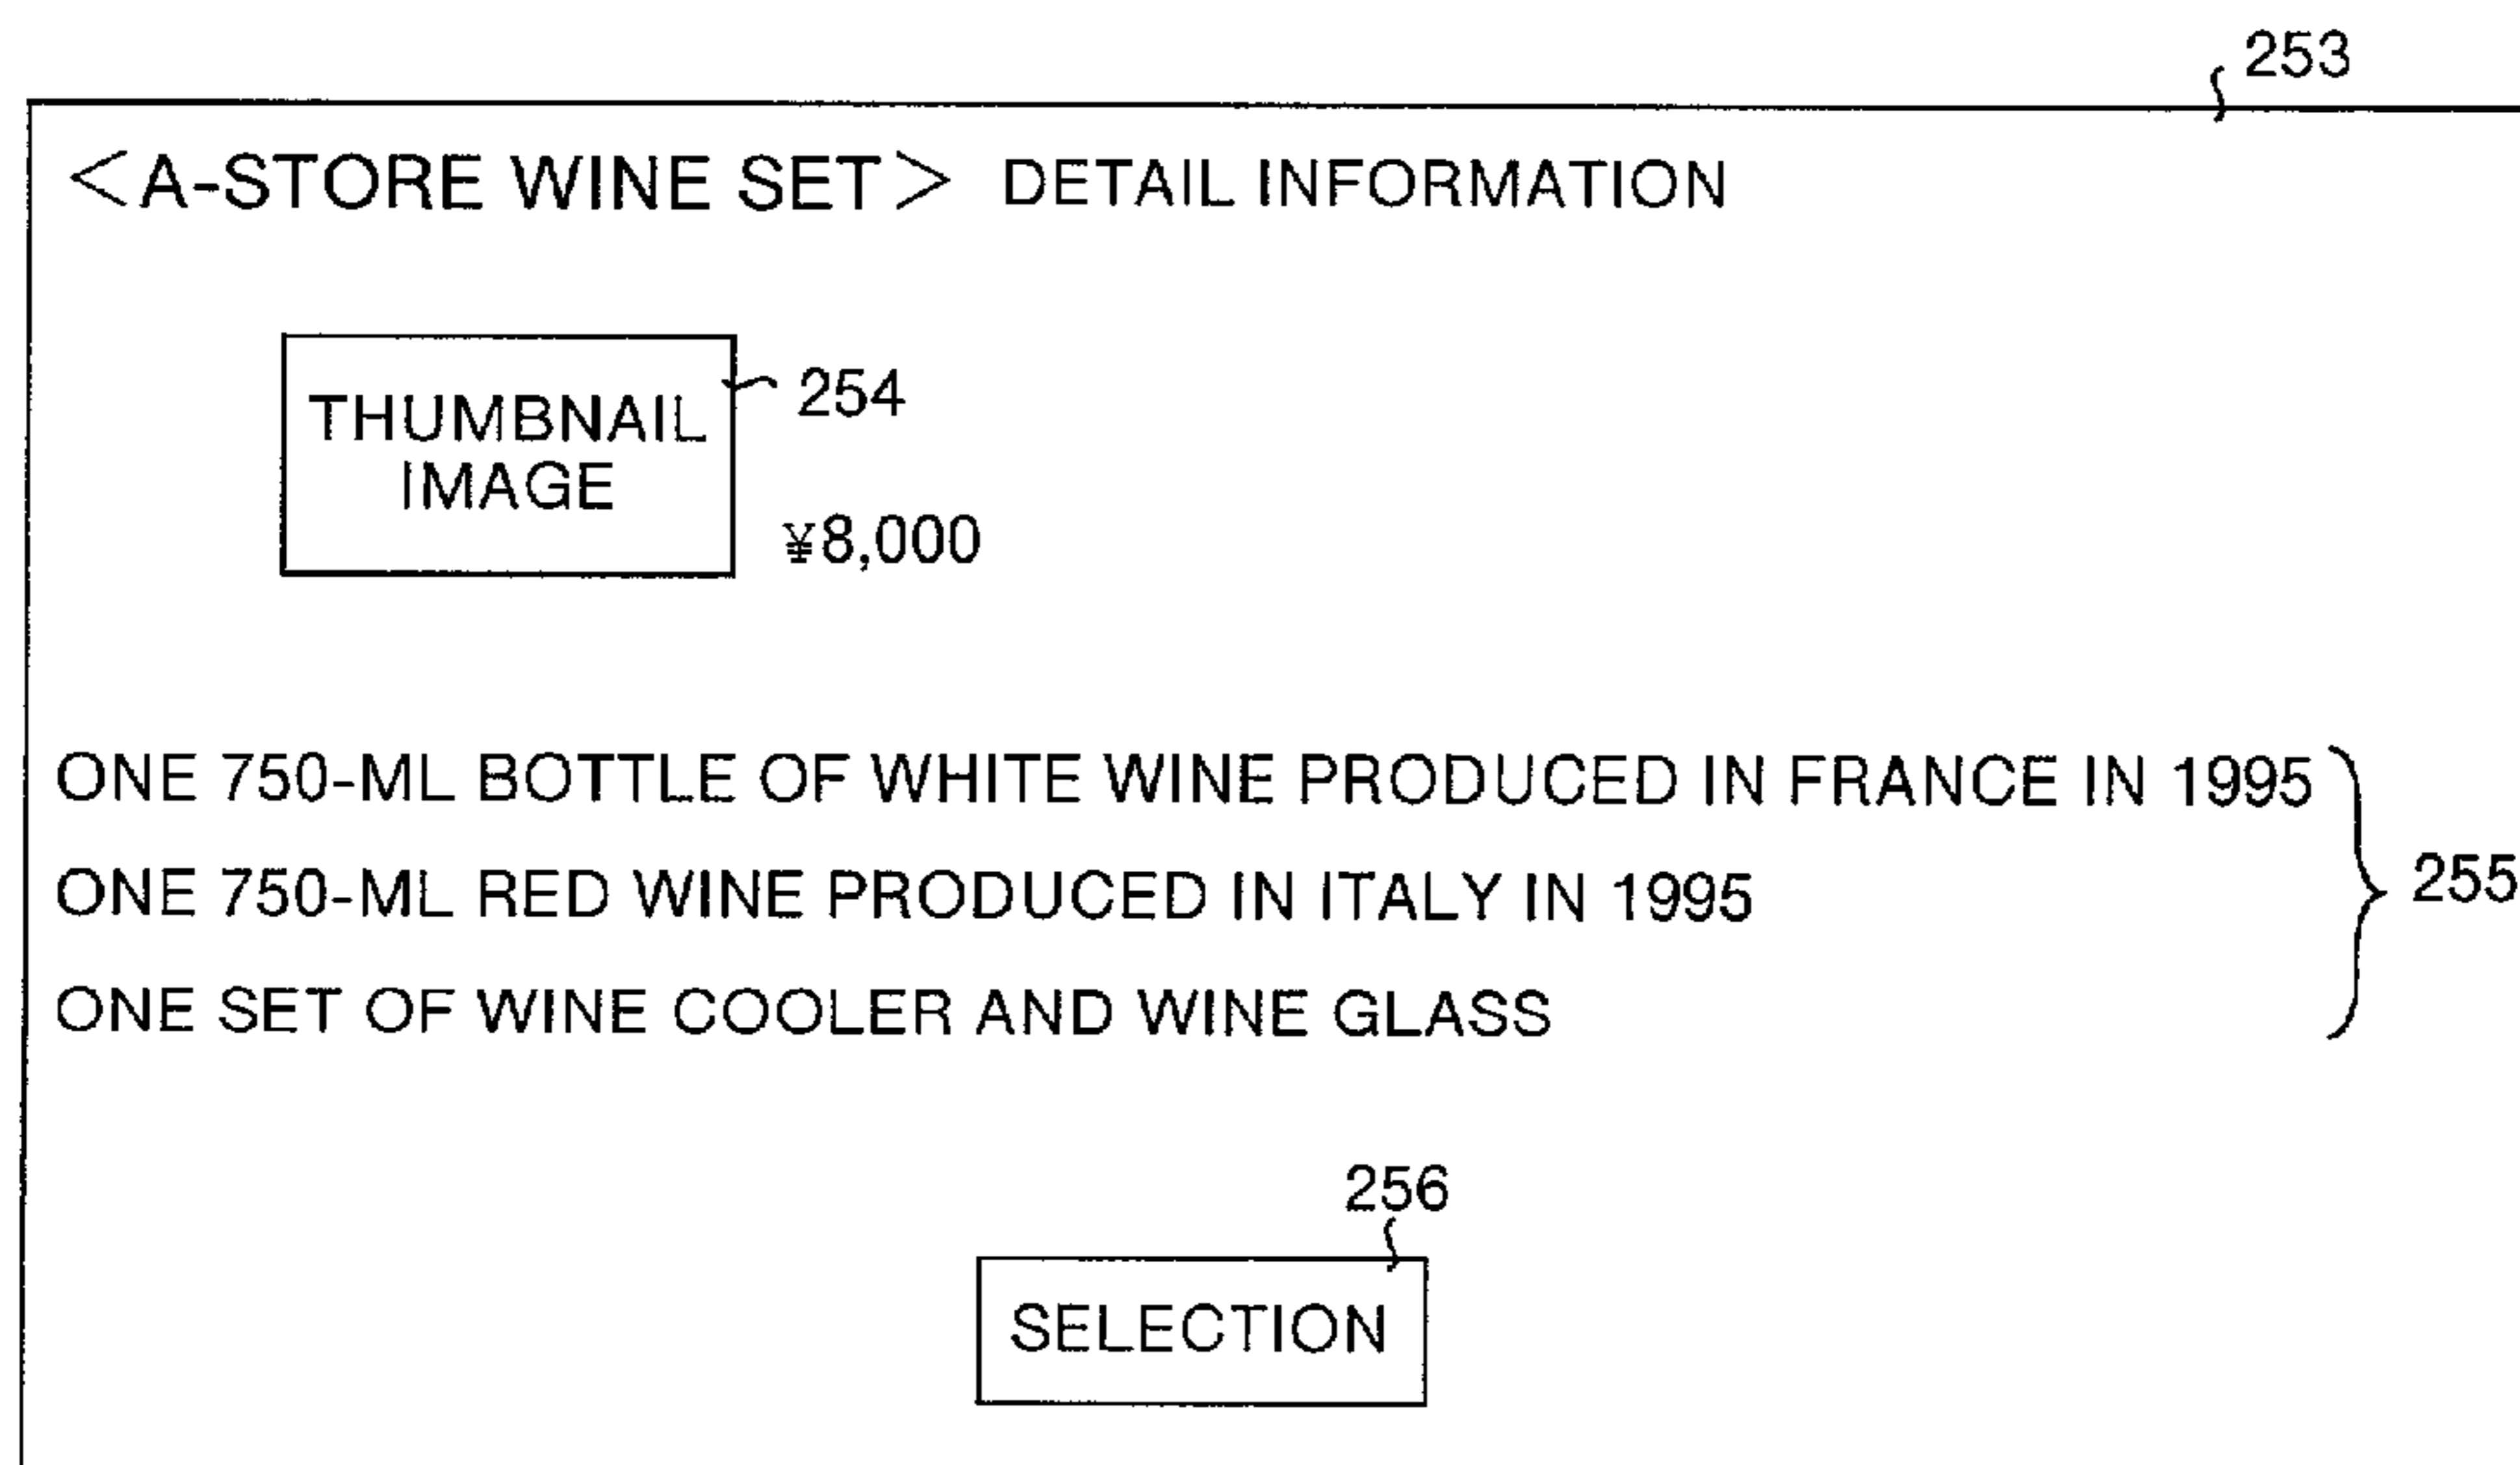 253
<A-STORE WINE SET> DETAIL INFORMATION
THUMBNAIL
IMAGE
254
¥8,000
ONE 750-ML BOTTLE OF WHITE WINE PRODUCED IN FRANCE IN 1995
ONE 750-ML RED WINE PRODUCED IN ITALY IN 1995
255
ONE SET OF WINE COOLER AND WINE GLASS
256
SELECTION